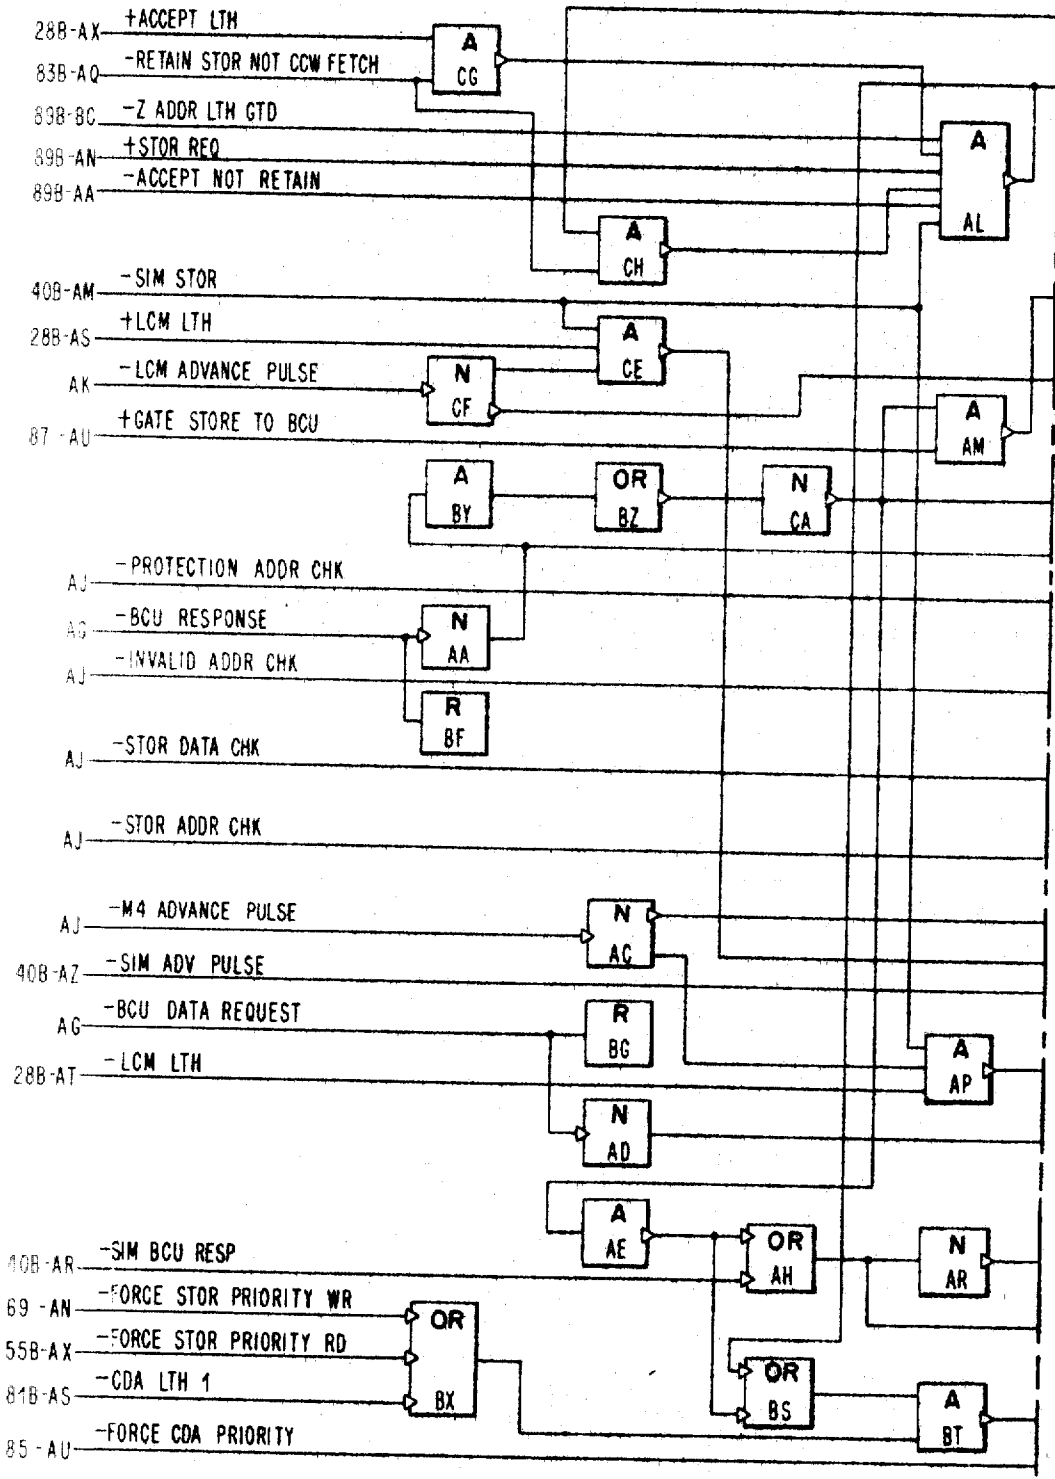 28B-AX +ACCEPT LTH
A
CG
83B-AQ -RETAIN STOR NOT CCW FETCH
89B-BC -Z ADDR LTH GTD
89B-AN +STOR REQ
89B-AA -ACCEPT NOT RETAIN
A
AL
A
CH
40B-AM -SIM STOR
28B-AS +LCM LTH
A
CE
AK -LCM ADVANCE PULSE
N
CF
87-AU +GATE STORE TO BCU
A
AM
A
BY
OR
BZ
N
CA
AJ -PROTECTION ADDR CHK
AG -BCU RESPONSE
N
AA
AJ -INVALID ADDR CHK
R
BF
AJ -STOR DATA CHK
AJ -STOR ADDR CHK
AJ -M4 ADVANCE PULSE
N
AC
40B-AZ -SIM ADV PULSE
AG -BCU DATA REQUEST
R
BG
28B-AT -LCM LTH
A
AP
N
AD
A
AE
40B-AR -SIM BCU RESP
OR
AH
N
AR
69-AN -FORCE STOR PRIORITY WR
OR
BX
55B-AX -FORCE STOR PRIORITY RD
81B-AS -CDA LTH 1
OR
BS
A
BT
85-AU -FORCE CDA PRIORITY